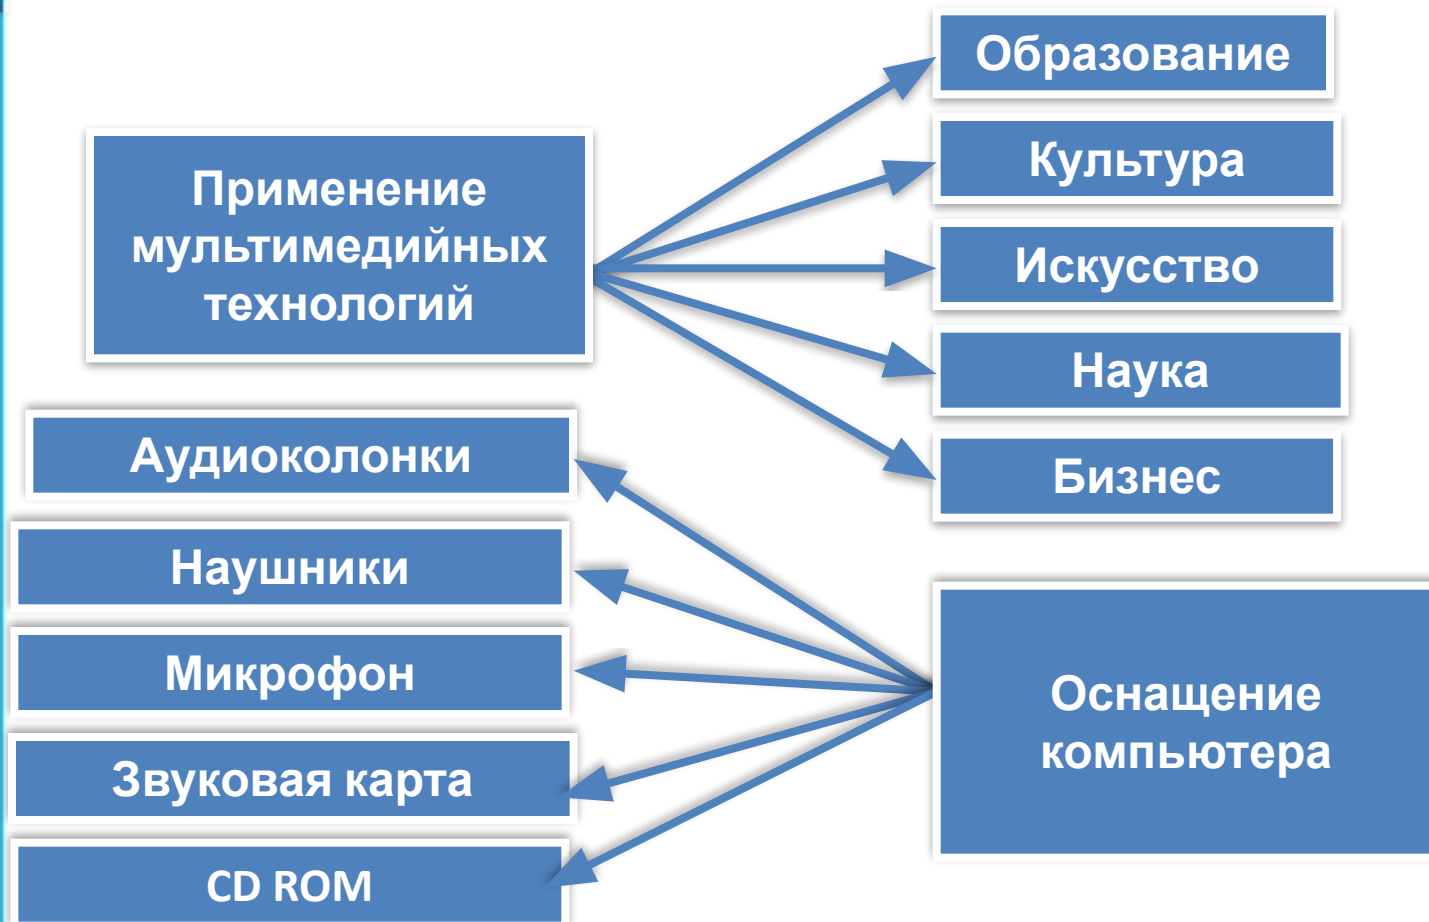 Применение
мультимедийных
технологий
Образование
Культура
Искусство
Наука
Бизнес
Аудиоколонки
Наушники
Микрофон
Звуковая карта
CD ROM
Оснащение
компьютера